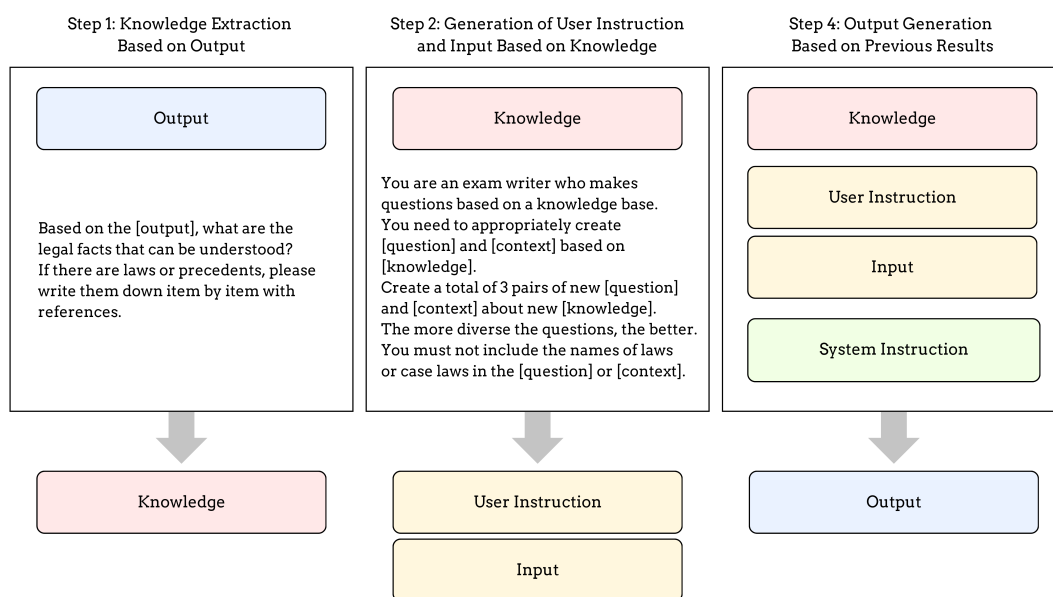 Step 1: Knowledge Extraction
Based on Output
Output
Based on the [output], what are the
legal facts that can be understood?
If there are laws or precedents, please
write them down item by item with
references.
Knowledge
Step 2: Generation of User Instruction
and Input Based on Knowledge
Knowledge
You are an exam writer who makes
questions based on a knowledge base.
You need to appropriately create
[question] and [context] based on
[knowledge].
Create a total of 3 pairs of new [question]
and [context] about new [knowledge].
The more diverse the questions, the better.
You must not include the names of laws
or case laws in the [question] or [context].
User Instruction
Input
Step 4: Output Generation
Based on Previous Results
Knowledge
User Instruction
Input
System Instruction
Output